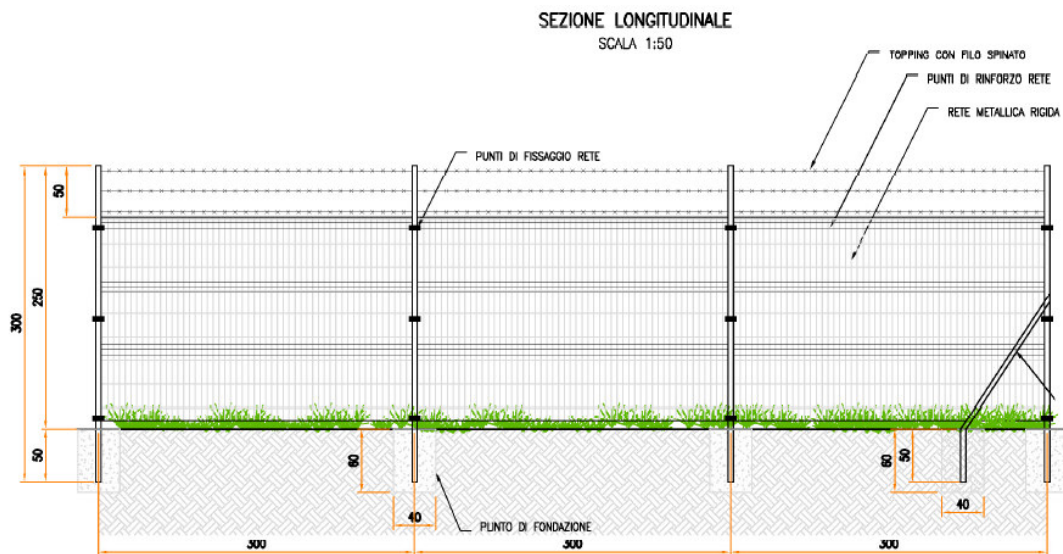 SEZIONE LONGITUDINALE
SCALA 1:50
TOPPING CON FILO SPINATO
PUNTI DI RINFORZO RETE
RETE METALLICA RIGIDA
PUNTI DI FISSAGGIO RETE
50
300
250
50
60
40
60
50
40
PLINTO DI FONDAZIONE
300
300
300